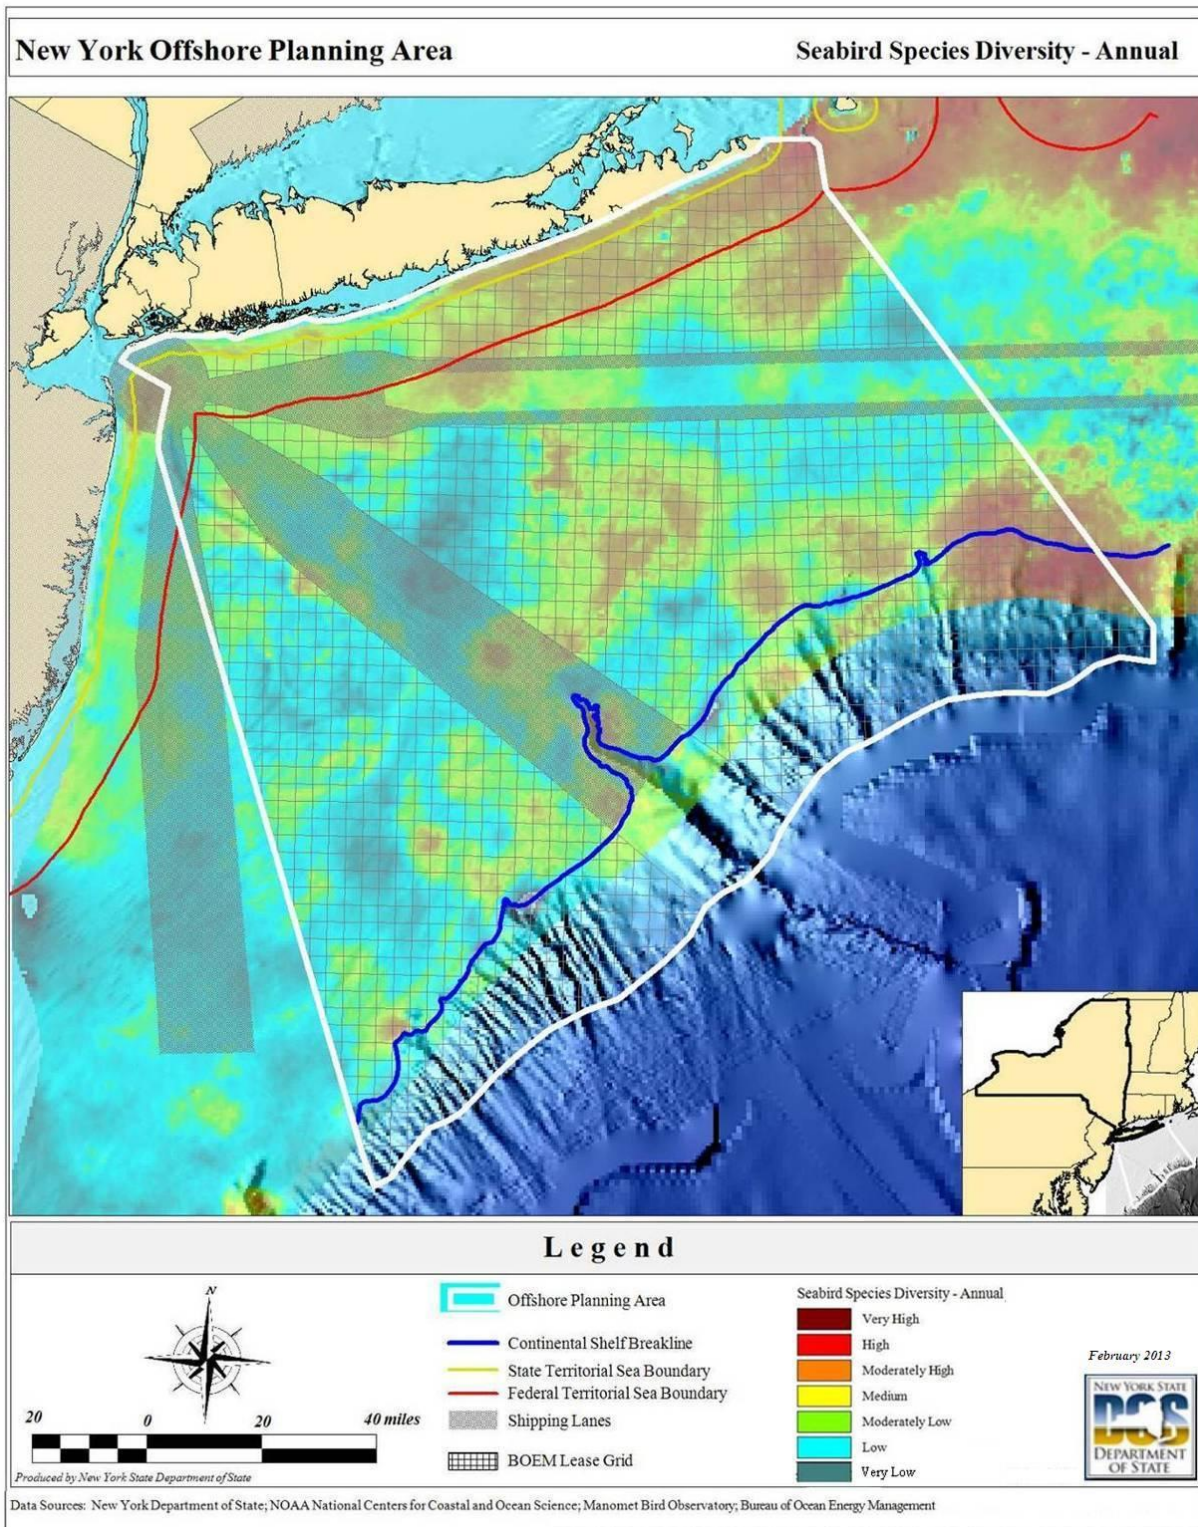 New York Offshore Planning Area
Seabird Species Diversity - Annual
Legend
N
20 0 20 40 miles
Produced by New York State Department of State
Offshore Planning Area
Continental Shelf Breakline
State Territorial Sea Boundary
Federal Territorial Sea Boundary
Shipping Lanes
BOEM Lease Grid
Seabird Species Diversity - Annual
Very High
High
Moderately High
Medium
Moderately Low
Low
Very Low
February 2013
NEW YORK STATE
DOS
DEPARTMENT
OF STATE
Data Sources: New York Department of State; NOAA National Centers for Coastal and Ocean Science; Manomet Bird Observatory; Bureau of Ocean Energy Management